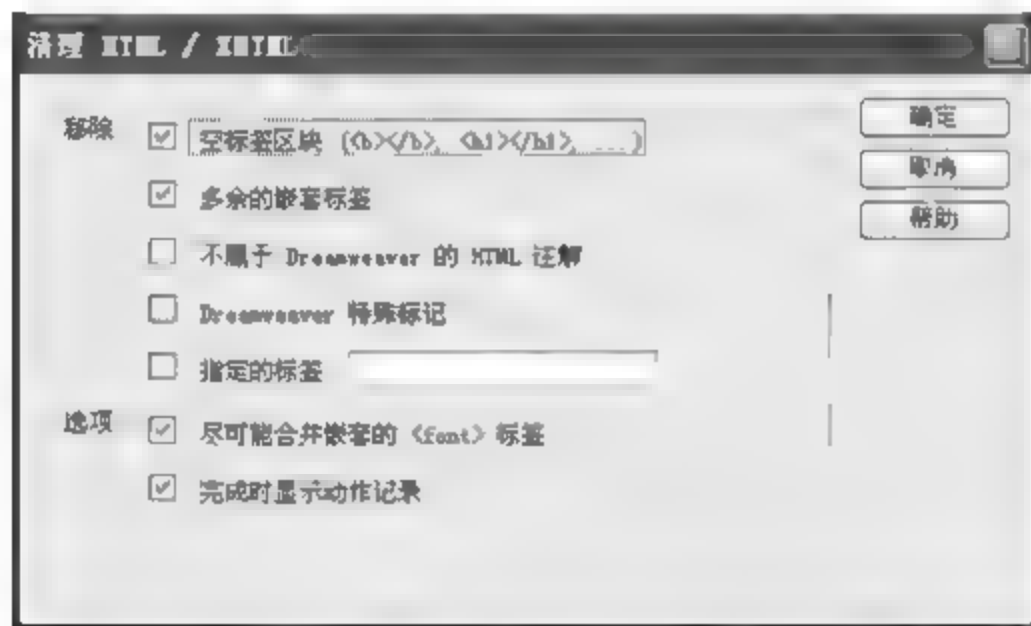 清理 HTML / XHTML
移除
空标签区块 (<b></b>, <h1></h1>, ...)
多余的嵌套标签
不属于 Dreamweaver 的 HTML 注解
Dreamweaver 特殊标记
指定的标签
选项
尽可能合并嵌套的 <font> 标签
完成时显示动作记录
确定
取消
帮助